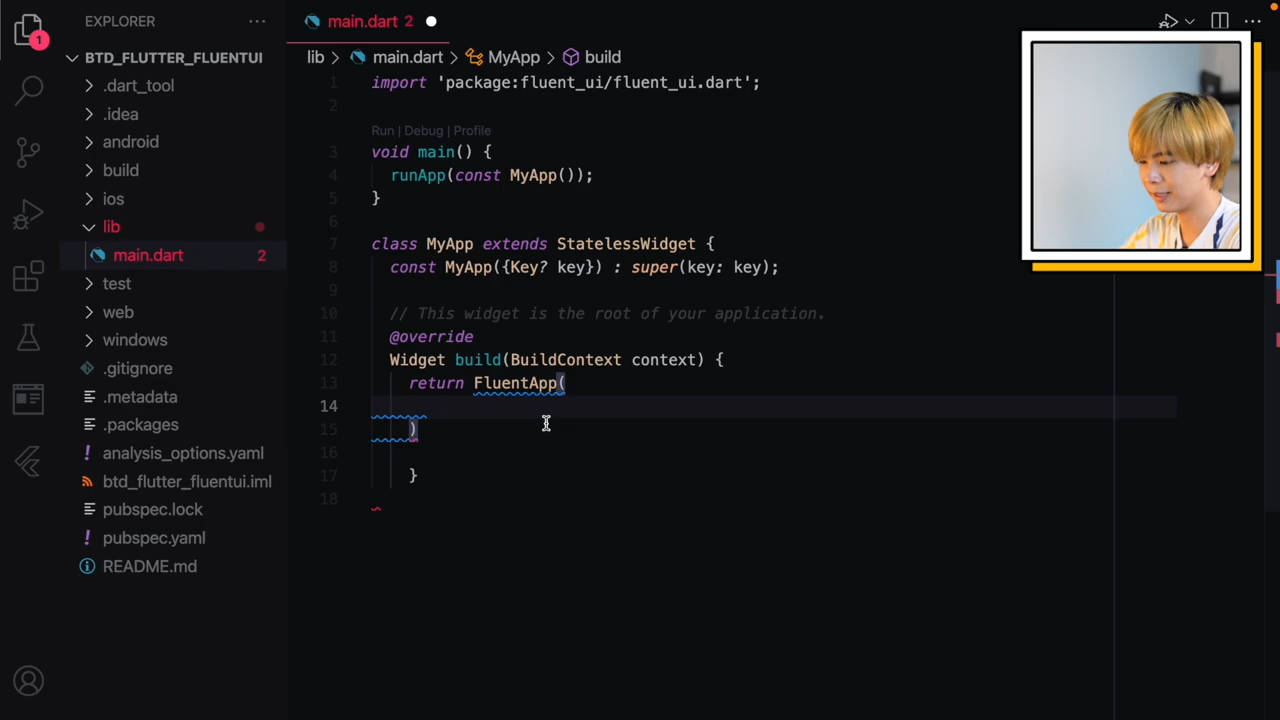 EXPLORER
1
BTD_FLUTTER_FLUENTUI
.dart_tool
.idea
android
build
ios
lib
main.dart 2
test
web
windows
.gitignore
.metadata
.packages
analysis_options.yaml
btd_flutter_fluentui.iml
pubspec.lock
pubspec.yaml
README.md
main.dart 2
lib > main.dart > MyApp > build
1 import 'package:fluent_ui/fluent_ui.dart';
2
Run | Debug | Profile
3 void main() {
4 runApp(const MyApp());
5 }
6
7 class MyApp extends StatelessWidget {
8 const MyApp({Key? key}) : super(key: key);
9
10 // This widget is the root of your application.
11 @override
12 Widget build(BuildContext context) {
13 return FluentApp(
14
15 )
16
17 }
18